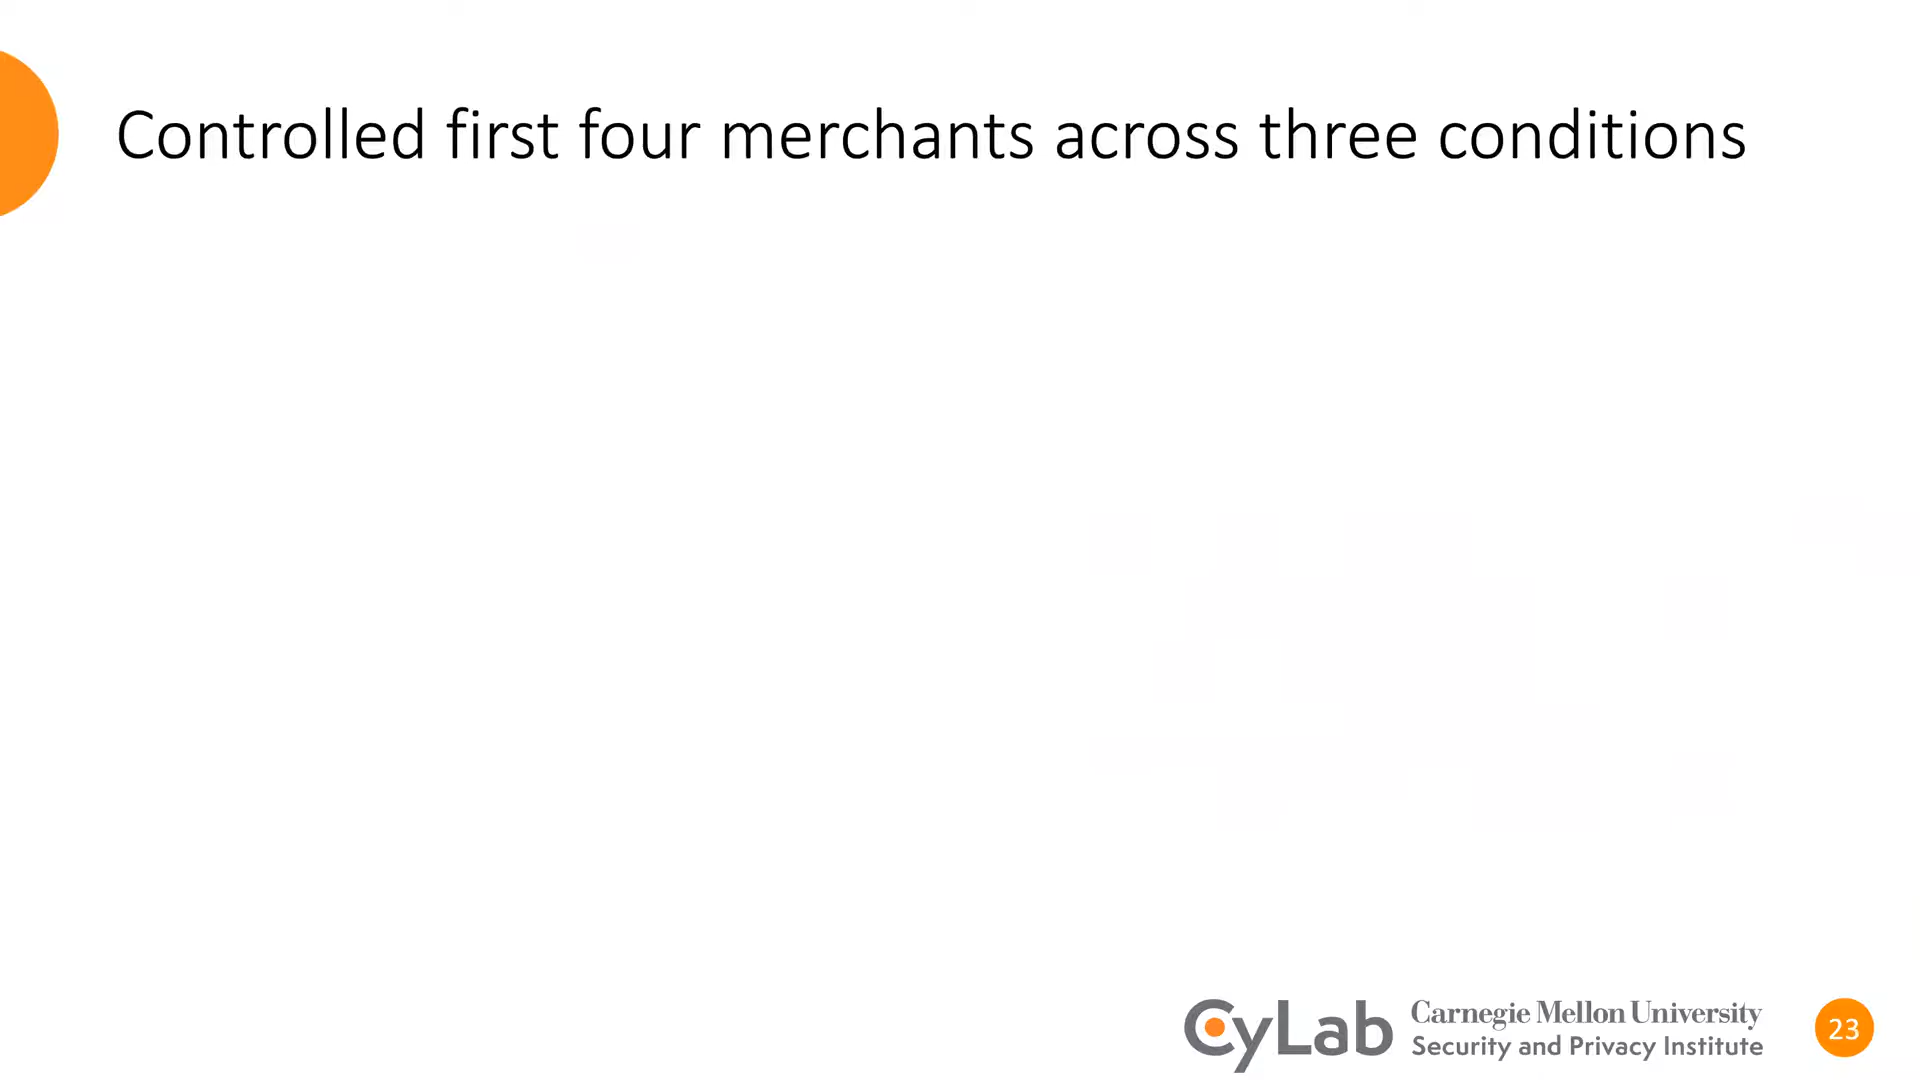 Controlled first four merchants across three conditions
CyLab
Carnegie Mellon University
Security and Privacy Institute
23